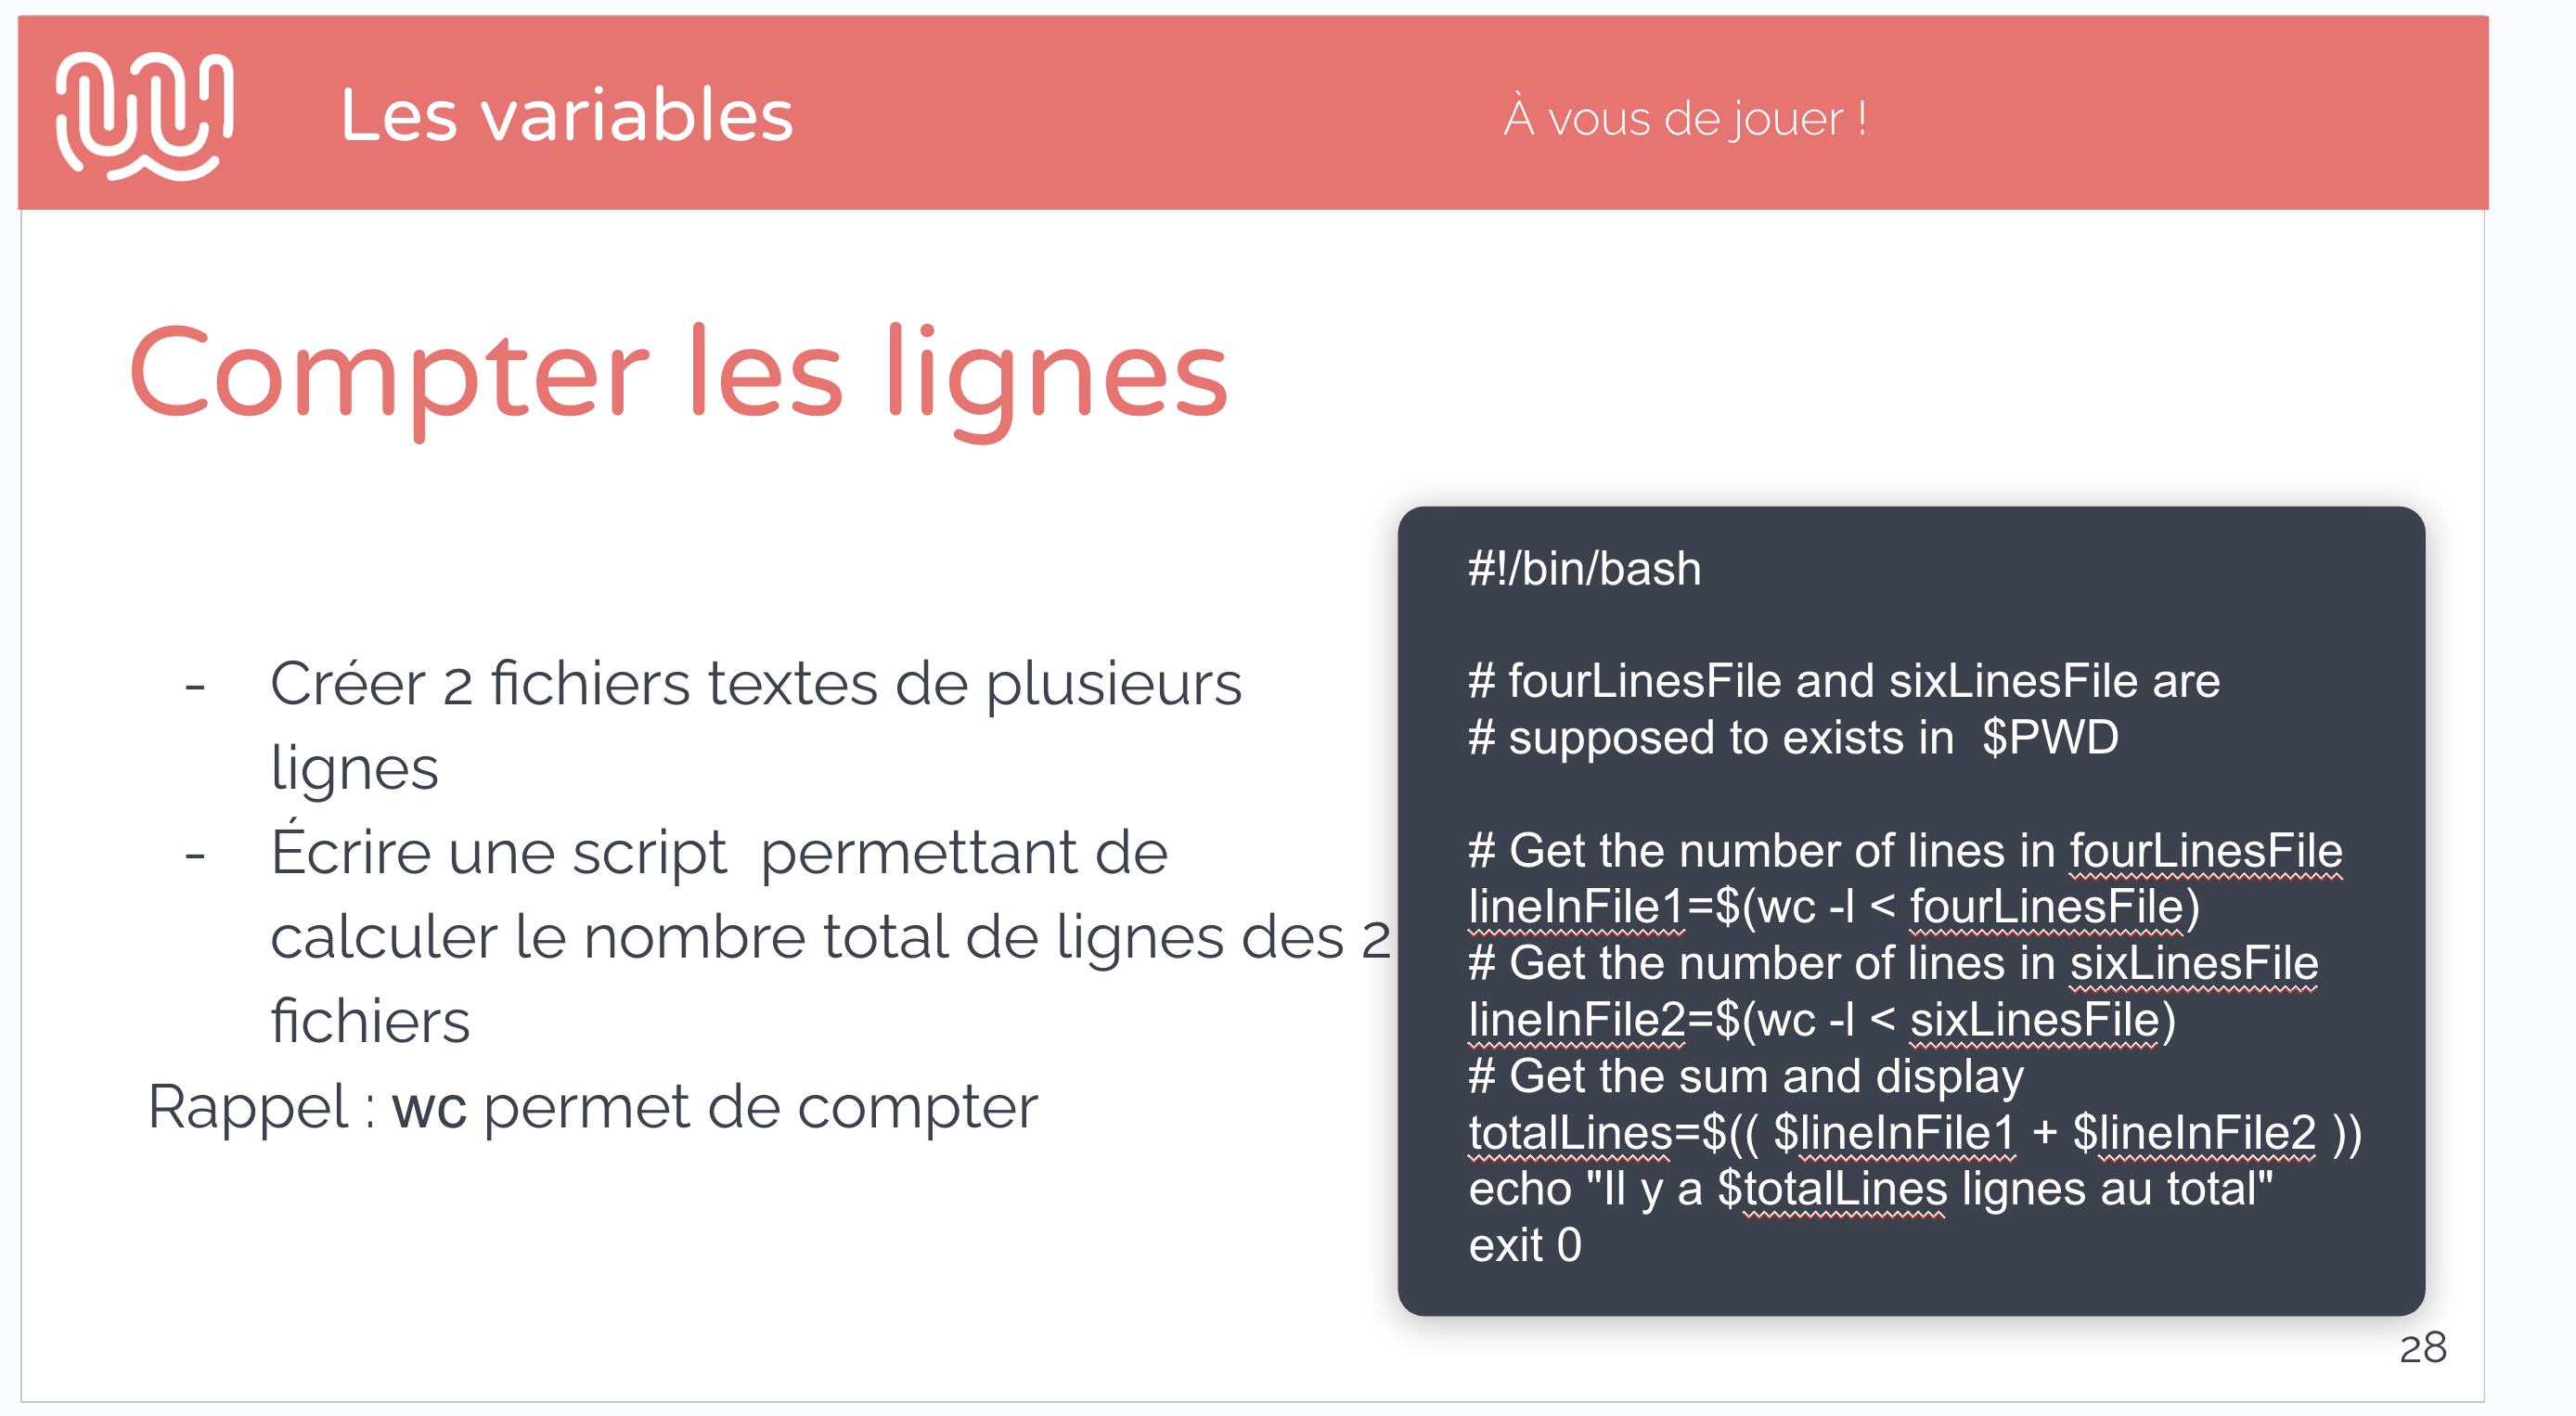 Les variables
À vous de jouer !
Compter les lignes
- Créer 2 fichiers textes de plusieurs
lignes
- Écrire une script  permettant de
calculer le nombre total de lignes des 2
fichiers
Rappel : wc permet de compter
#!/bin/bash
# fourLinesFile and sixLinesFile are
# supposed to exists in  $PWD
# Get the number of lines in fourLinesFile
lineInFile1=$(wc -l < fourLinesFile)
# Get the number of lines in sixLinesFile
lineInFile2=$(wc -l < sixLinesFile)
# Get the sum and display
totalLines=$(( $lineInFile1 + $lineInFile2 ))
echo "Il y a $totalLines lignes au total"
exit 0
28